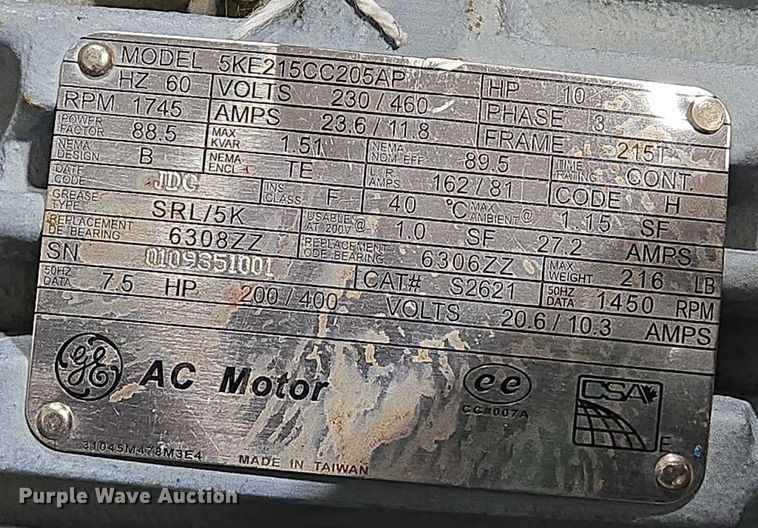 MODEL 5KE215CC205AP HP 10
HZ 60 VOLTS 230/460 PHASE 3
RPM 1745 AMPS 23.6/11.8 FRAME 215T
POWER FACTOR 88.5 MAX KVAR 1.51 NEMA NOM EFF 89.5 TIME RATING CONT.
NEMA DESIGN B NEMA ENCL TE L.R. AMPS 162/81 CODE H
DATE CODE JDC INS CLASS F 40 °C MAX AMBIENT @ 1.15 SF
GREASE TYPE SRL/5K USABLE AT 200V @ 1.0 SF 27.2 AMPS
REPLACEMENT DE BEARING 6308ZZ REPLACEMENT ODE BEARING 6306ZZ MAX WEIGHT 216 LB
SN 0109351001 CAT# S2621 50HZ DATA 1450 RPM
50HZ DATA 7.5 HP 200/400 VOLTS 20.6/10.3 AMPS
GE AC Motor ee CSA
CC#007A
F
31045M478M3E4 MADE IN TAIWAN
Purple Wave Auction